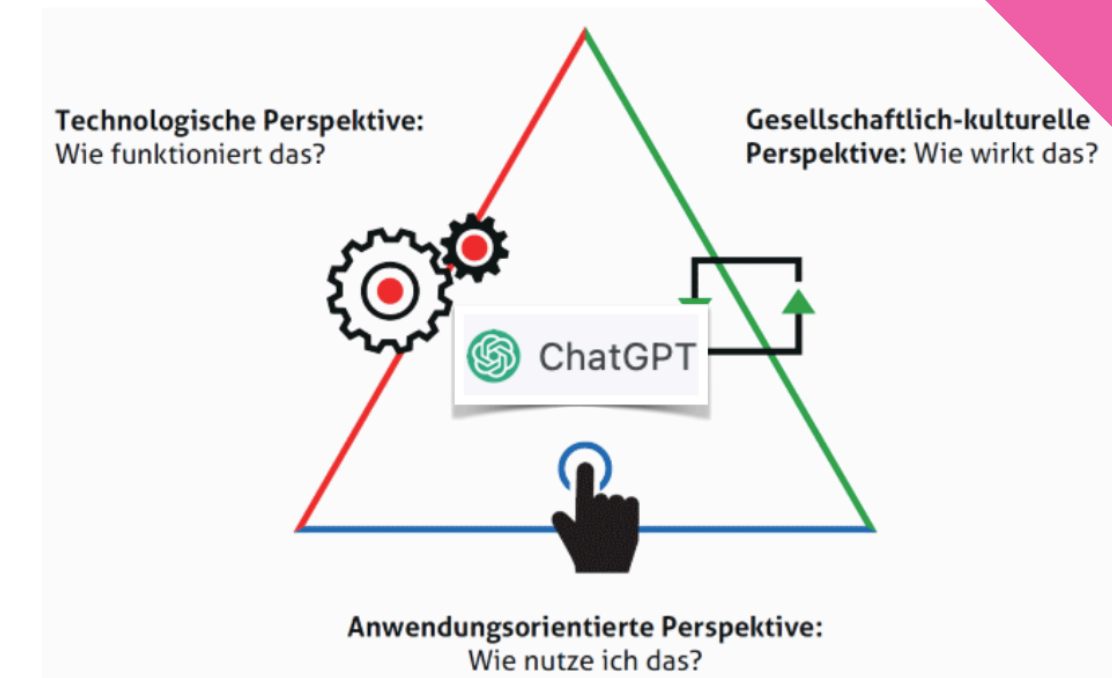 Technologische Perspektive:
Wie funktioniert das?
Gesellschaftlich-kulturelle
Perspektive: Wie wirkt das?
ChatGPT
Anwendungsorientierte Perspektive:
Wie nutze ich das?